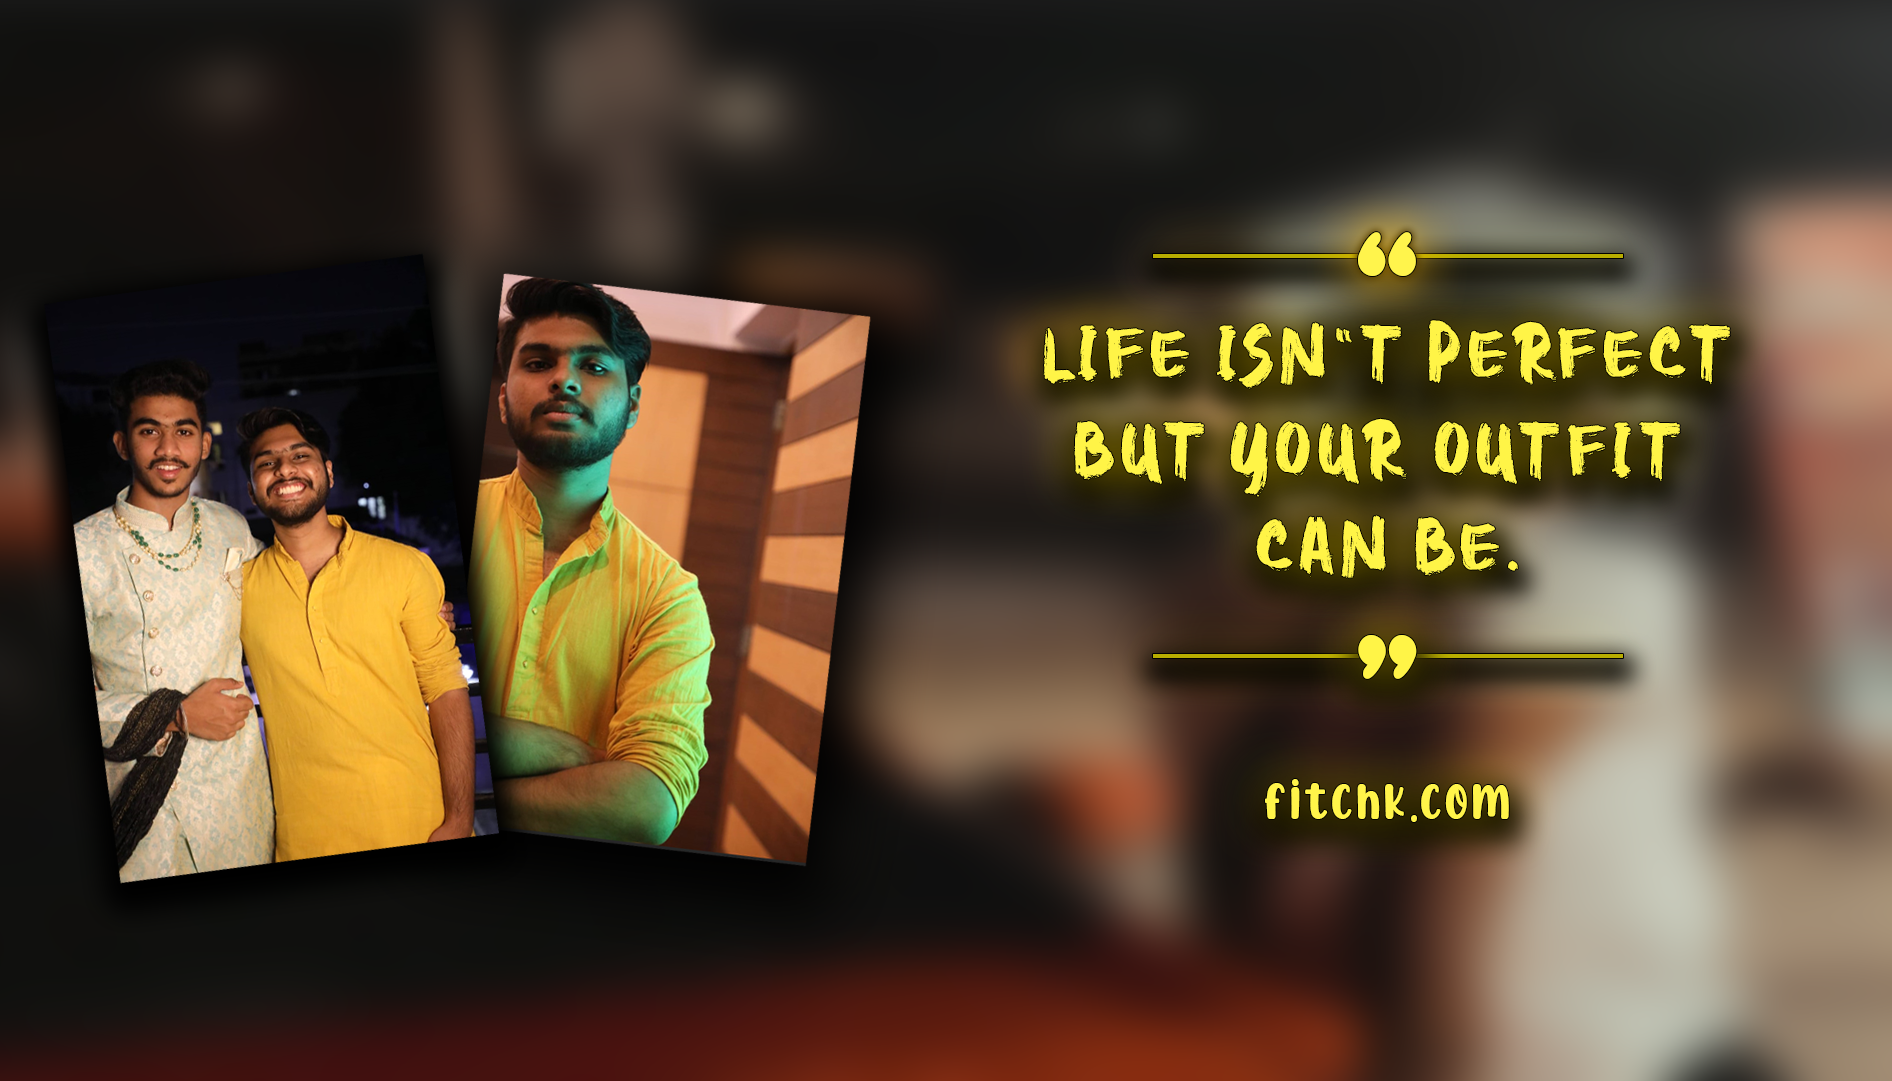 “
LIFE ISN"T PERFECT
BUT YOUR OUTFIT
CAN BE.
”
fitchk.com